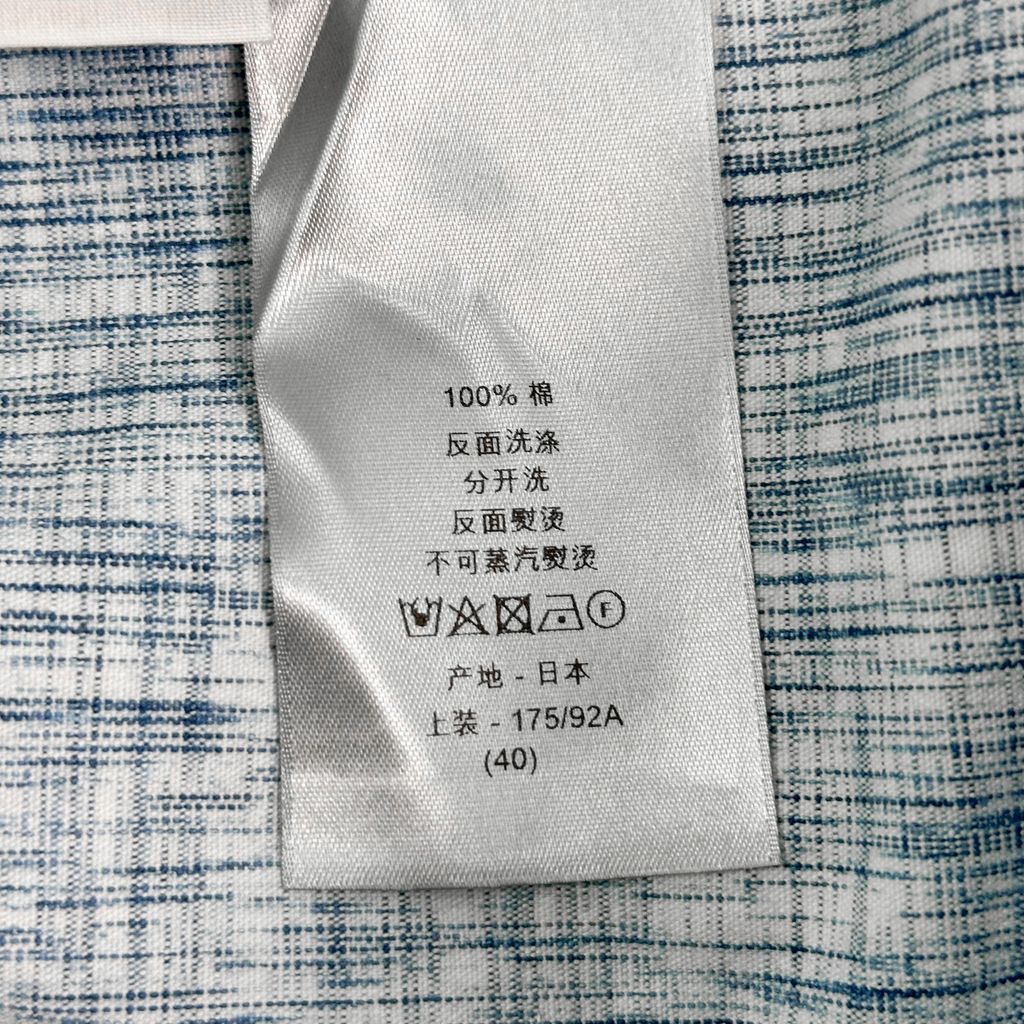 100% 棉
反面洗涤
分开洗
反面熨烫
不可蒸汽熨烫
F
产地 - 日本
上装 - 175/92A
(40)